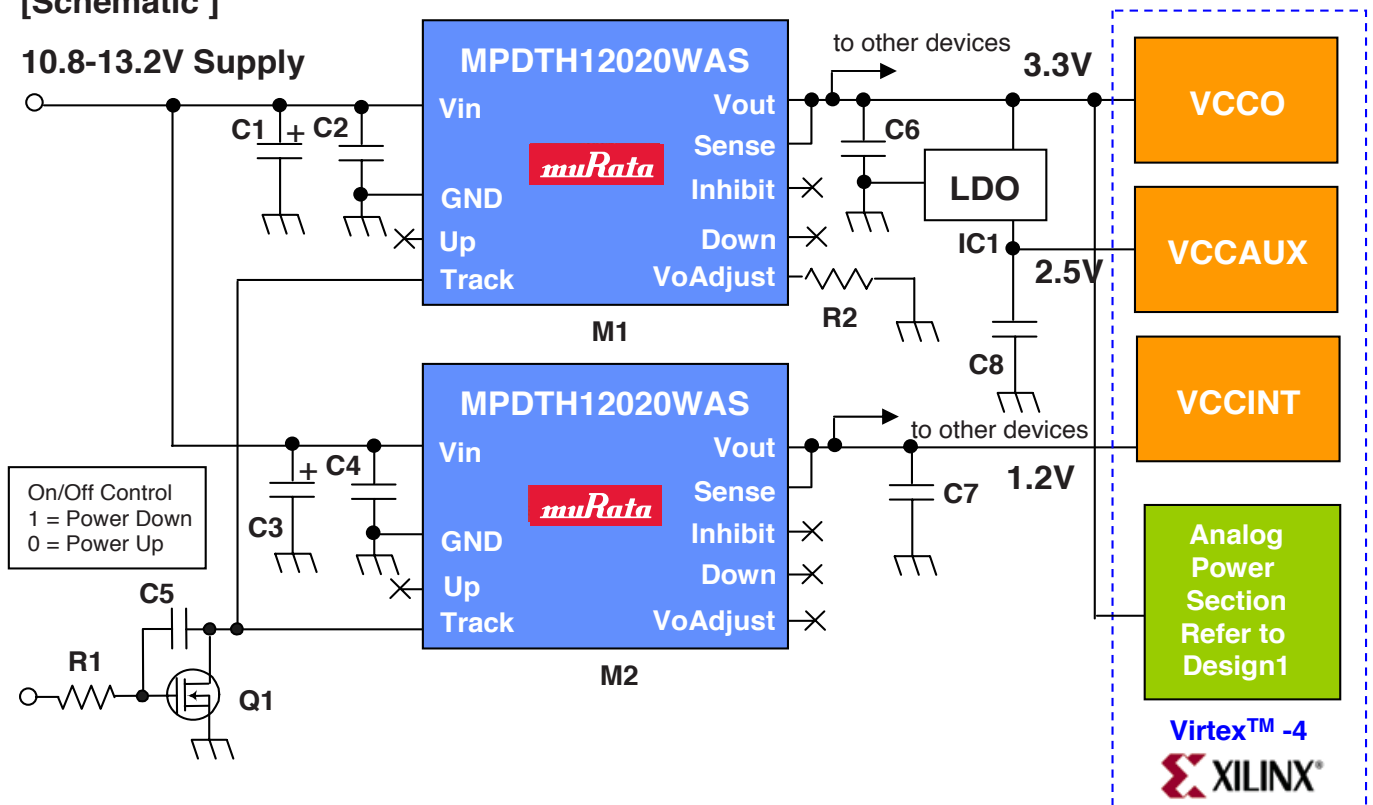 [Schematic ]
10.8-13.2V Supply
MPDTH12020WAS
Vin
muRata
GND
Up
Track
Vout
Sense
Inhibit
Down
VoAdjust
M1
C1
+
C2
to other devices
3.3V
C6
LDO
IC1
2.5V
R2
C8
VCCO
VCCAUX
VCCINT
MPDTH12020WAS
Vin
muRata
GND
Up
Track
Vout
Sense
Inhibit
Down
VoAdjust
M2
+
C4
C3
to other devices
1.2V
C7
On/Off Control
1 = Power Down
0 = Power Up
C5
R1
Q1
Analog
Power
Section
Refer to
Design1
Virtex™ -4
XILINX®